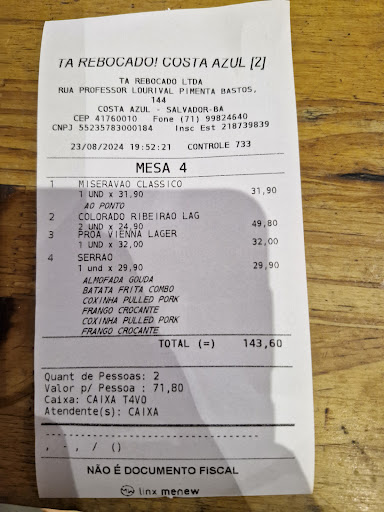 TA REBOCADO! COSTA AZUL [2]
TA REBOCADO LTDA
RUA PROFESSOR LOURIVAL PIMENTA BASTOS,
144
COSTA AZUL - SALVADOR-BA
CEP 41760010 Fone (71) 99824640
CNPJ 55235783000184 Insc Est 218739839
23/08/2024 19:52:21 CONTROLE 733
MESA 4
1 MISERAVAO CLASSICO
1 UND x 31,90 31,90
AO PONTO
2 COLORADO RIBEIRAO LAG
2 UND x 24,90 49,80
3 PROA VIENNA LAGER
1 UND x 32,00 32,00
4 SERRAO
1 und x 29,90 29,90
ALMOFADA GOUDA
BATATA FRITA COMBO
COXINHA PULLED PORK
FRANGO CROCANTE
COXINHA PULLED PORK
FRANGO CROCANTE
TOTAL (=) 143,60
Quant de Pessoas: 2
Valor p/ Pessoa : 71,80
Caixa: CAIXA T4VO
Atendente(s): CAIXA
, - , / ()
NÃO É DOCUMENTO FISCAL
linx menew